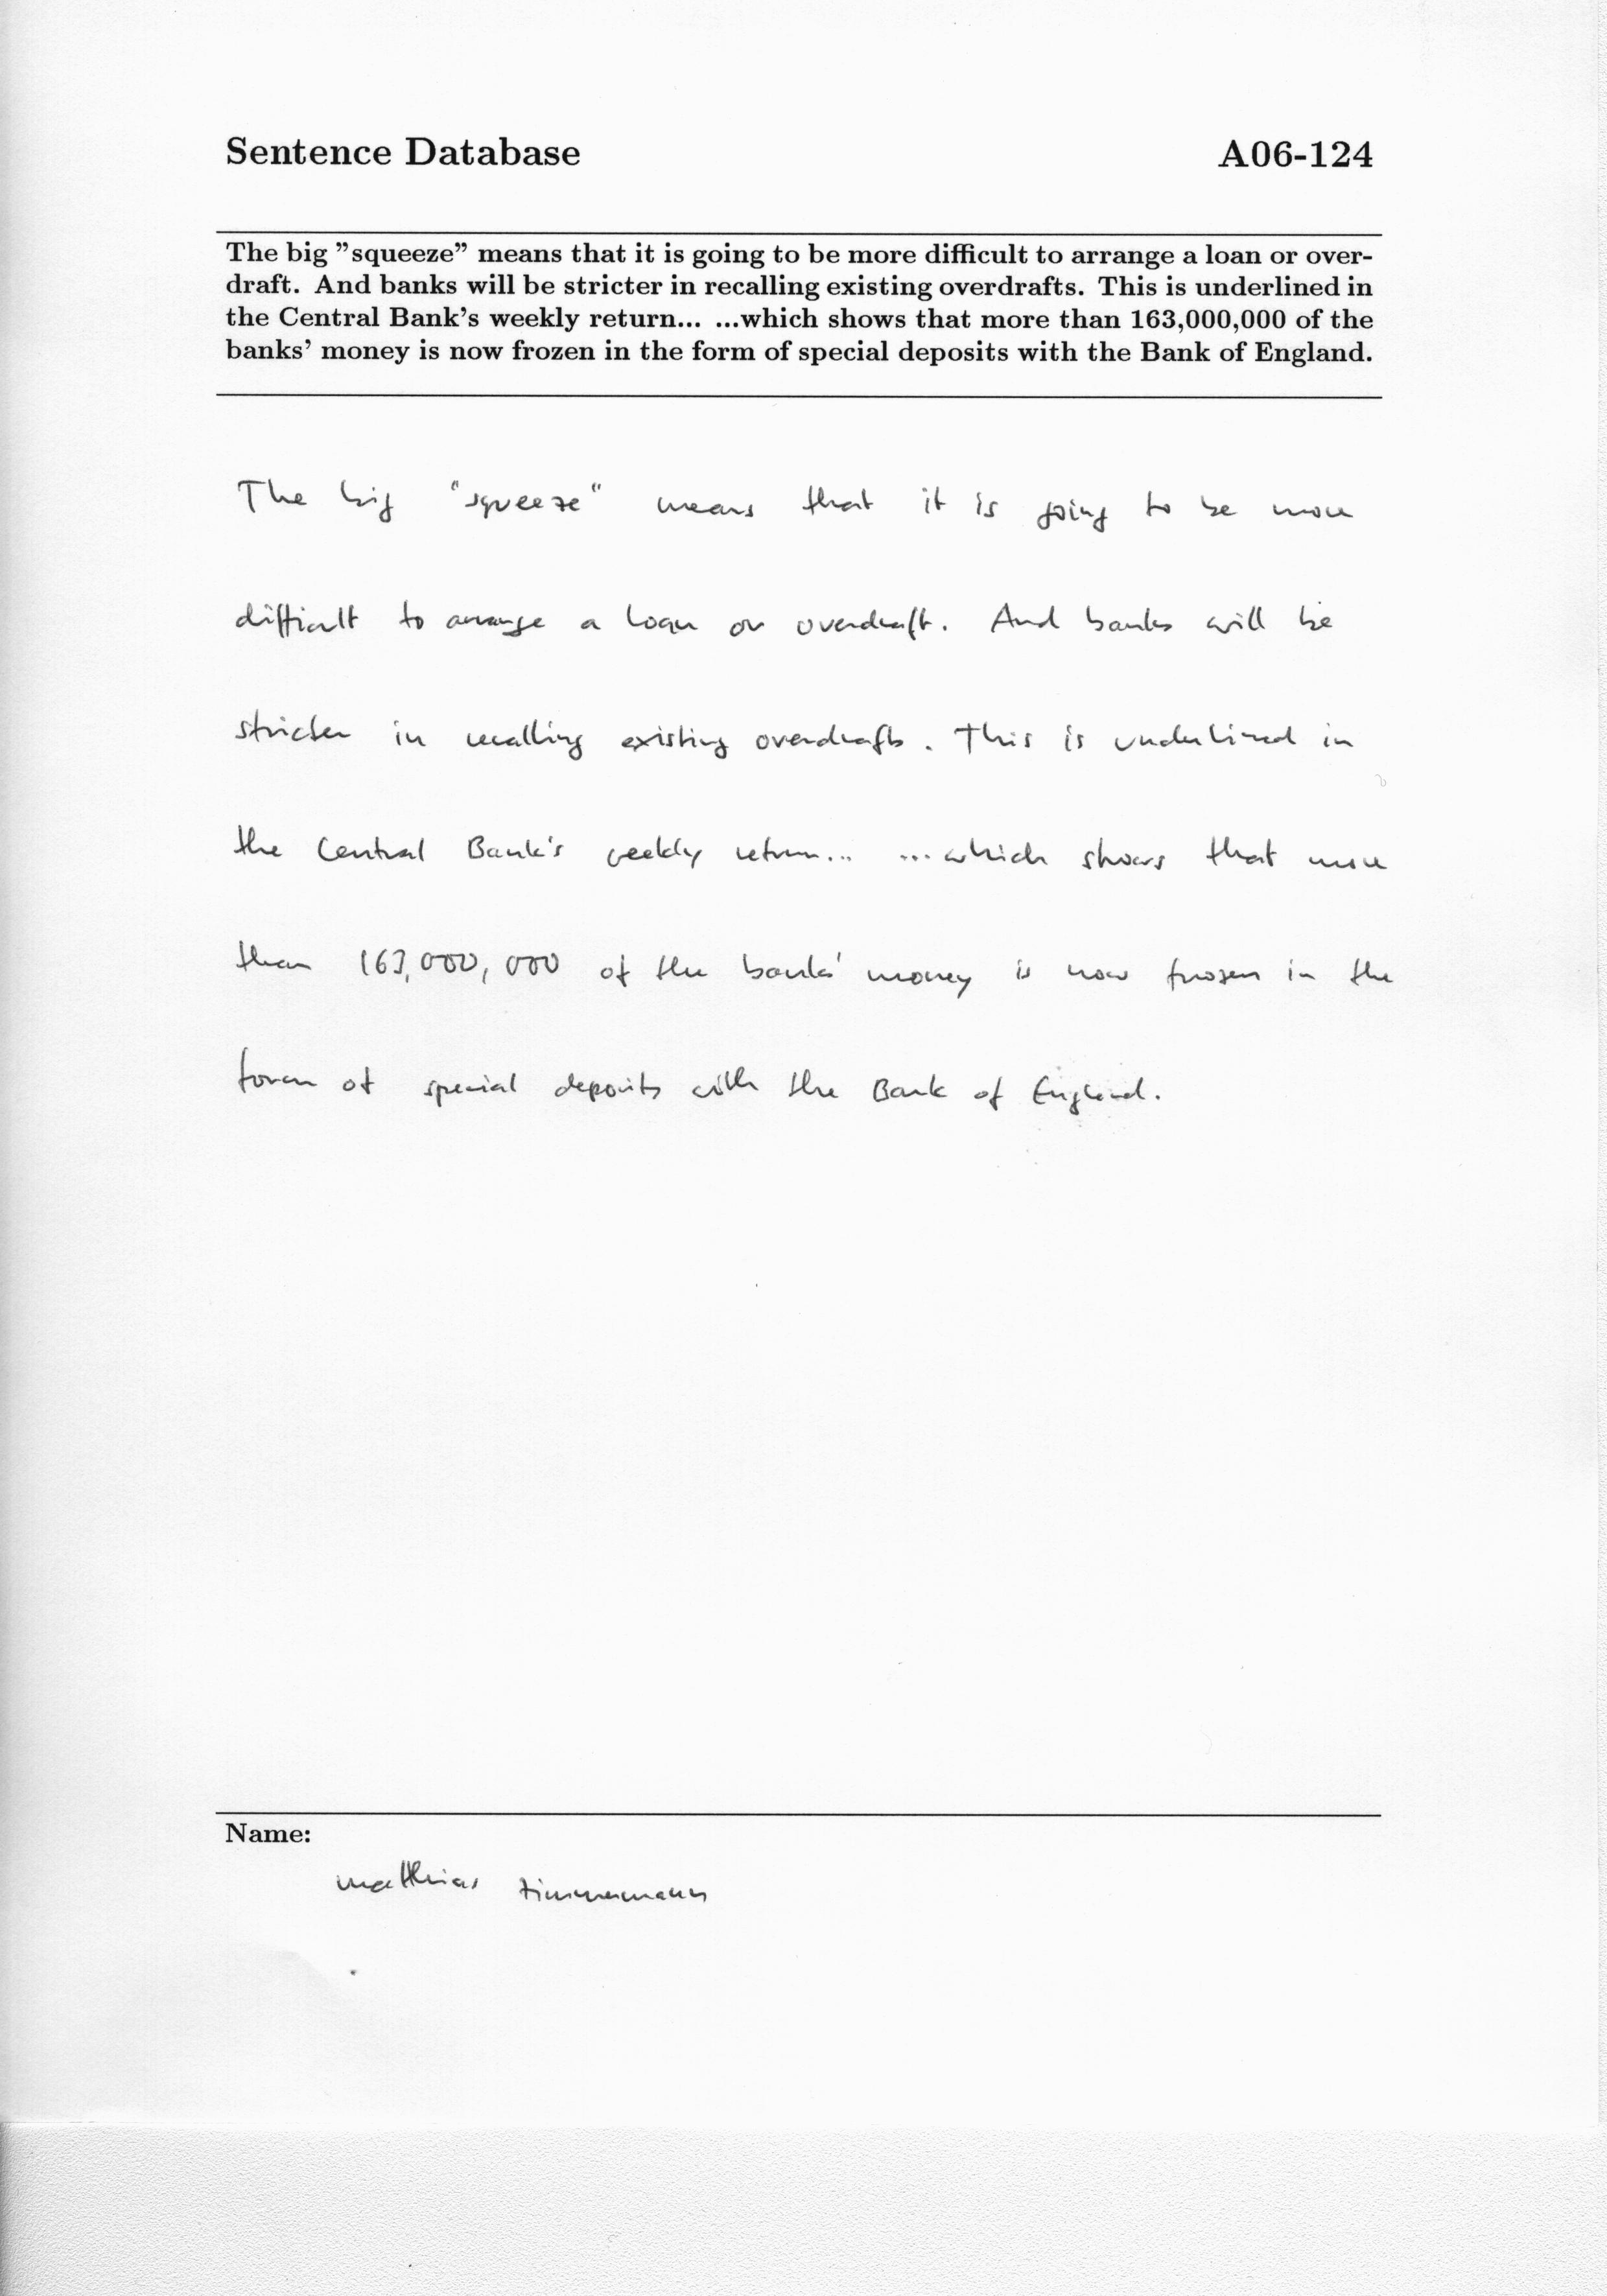 Sentence Database A06-124
The big "squeeze" means that it is going to be more difficult to arrange a loan or over-
draft. And banks will be stricter in recalling existing overdrafts. This is underlined in
the Central Bank's weekly return... ...which shows that more than 163,000,000 of the
banks' money is now frozen in the form of special deposits with the Bank of England.
The big "squeeze" means that it is going to be more
difficult to arrange a loan or overdraft. And banks will be
stricter in recalling existing overdrafts. This is underlined in
the Central Bank's weekly return... ...which shows that more
than 163,000,000 of the banks' money is now frozen in the
form of special deposits with the Bank of England.
Name:
Matthias Zimmermann